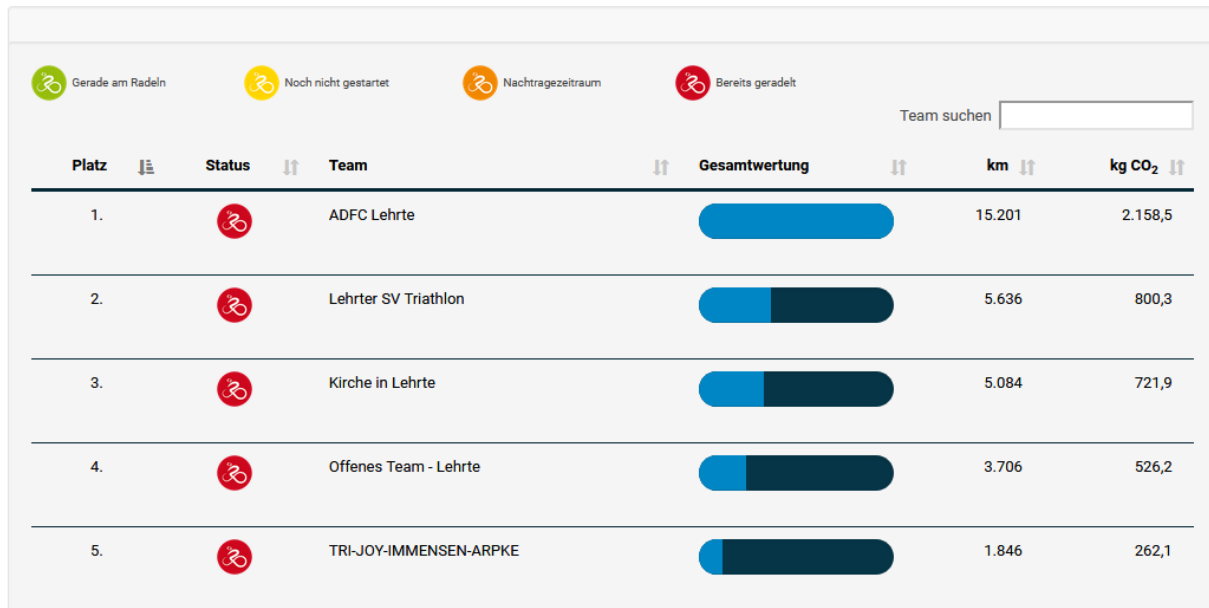 Gerade am Radeln Noch nicht gestartet Nachtragezeitraum Bereits geradelt
Team suchen
Platz Status Team Gesamtwertung km kg CO₂
1. ADFC Lehrte 15.201 2.158,5
2. Lehrter SV Triathlon 5.636 800,3
3. Kirche in Lehrte 5.084 721,9
4. Offenes Team - Lehrte 3.706 526,2
5. TRI-JOY-IMMENSEN-ARPKE 1.846 262,1